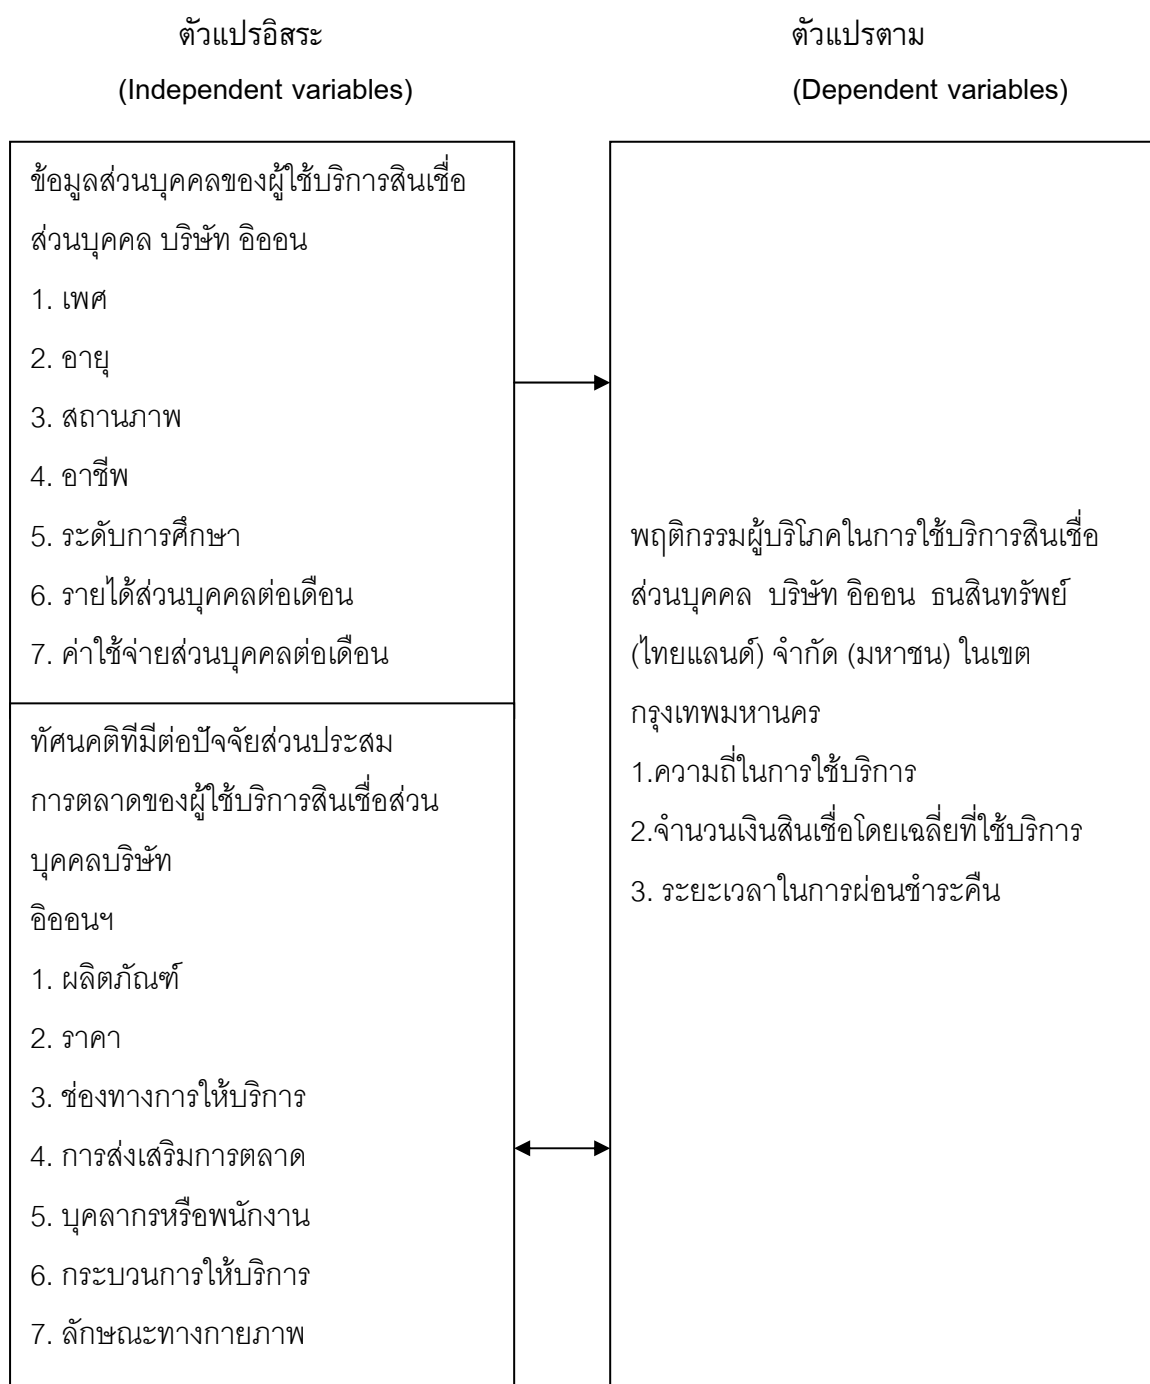 ตัวแปรอิสระ
(Independent variables)
ตัวแปรตาม
(Dependent variables)
ข้อมูลส่วนบุคคลของผู้ใช้บริการสินเชื่อ
ส่วนบุคคล บริษัท อิออน
1. เพศ
2. อายุ
3. สถานภาพ
4. อาชีพ
5. ระดับการศึกษา
6. รายได้ส่วนบุคคลต่อเดือน
7. ค่าใช้จ่ายส่วนบุคคลต่อเดือน
ทัศนคติที่มีต่อปัจจัยส่วนประสม
การตลาดของผู้ใช้บริการสินเชื่อส่วน
บุคคลบริษัท
อิออนฯ
1. ผลิตภัณฑ์
2. ราคา
3. ช่องทางการให้บริการ
4. การส่งเสริมการตลาด
5. บุคลากรหรือพนักงาน
6. กระบวนการให้บริการ
7. ลักษณะทางกายภาพ
พฤติกรรมผู้บริโภคในการใช้บริการสินเชื่อ
ส่วนบุคคล บริษัท อิออน ธนสินทรัพย์
(ไทยแลนด์) จำกัด (มหาชน) ในเขต
กรุงเทพมหานคร
1.ความถี่ในการใช้บริการ
2.จำนวนเงินสินเชื่อโดยเฉลี่ยที่ใช้บริการ
3. ระยะเวลาในการผ่อนชำระคืน